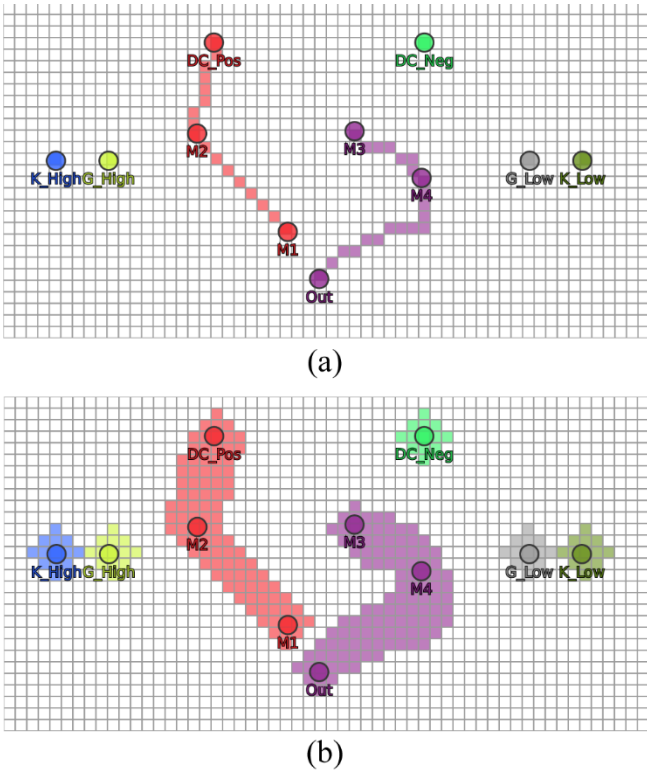 DC_Pos DC_Neg
M2 M3
K_High G_High M4 G_Low K_Low
M1
Out
(a)
DC_Pos DC_Neg
M2 M3
K_High G_High M4 G_Low K_Low
M1
Out
(b)